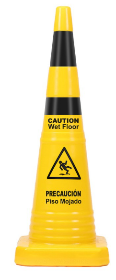 CAUTION
Wet Floor
PRECAUCIÓN
Piso Mojado